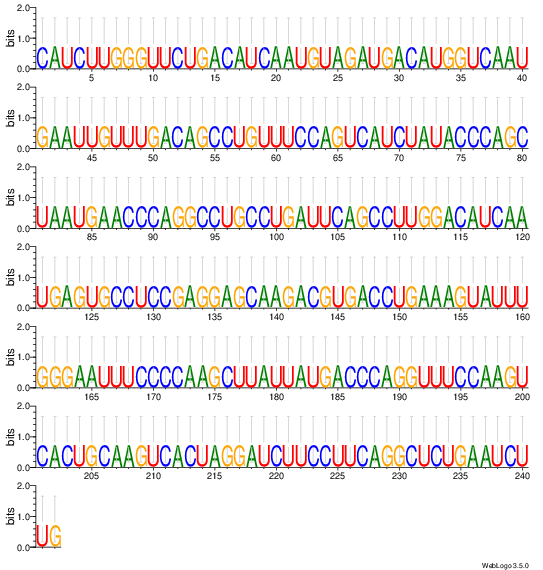 2.0
bits
1.0
0.0
CAUCUUGGGUUCUGACAUCAAUGUAGAUGACAUGGUCAAU
5 10 15 20 25 30 35 40
2.0
bits
1.0
0.0
GAAUUGUUUGACAGCCUGUUUCCAGUCAUCUAUACCCAGC
45 50 55 60 65 70 75 80
2.0
bits
1.0
0.0
UAAUGAACCCAGGCCUGCCUGAUUCAGCCUUGGACAUCAA
85 90 95 100 105 110 115 120
2.0
bits
1.0
0.0
UGAGUGCCUCCGAGGAGCAAGACGUGACCUGAAAGUAUUU
125 130 135 140 145 150 155 160
2.0
bits
1.0
0.0
GGGAAUUUCCCCAAGCUUAUUAUGACCCAGGUUUCCAAGU
165 170 175 180 185 190 195 200
2.0
bits
1.0
0.0
CACUGCAAGUCACUAGGAUCUUCCUUCAGGCUCUGAAUCU
205 210 215 220 225 230 235 240
2.0
bits
1.0
0.0
UG
WebLogo 3.5.0